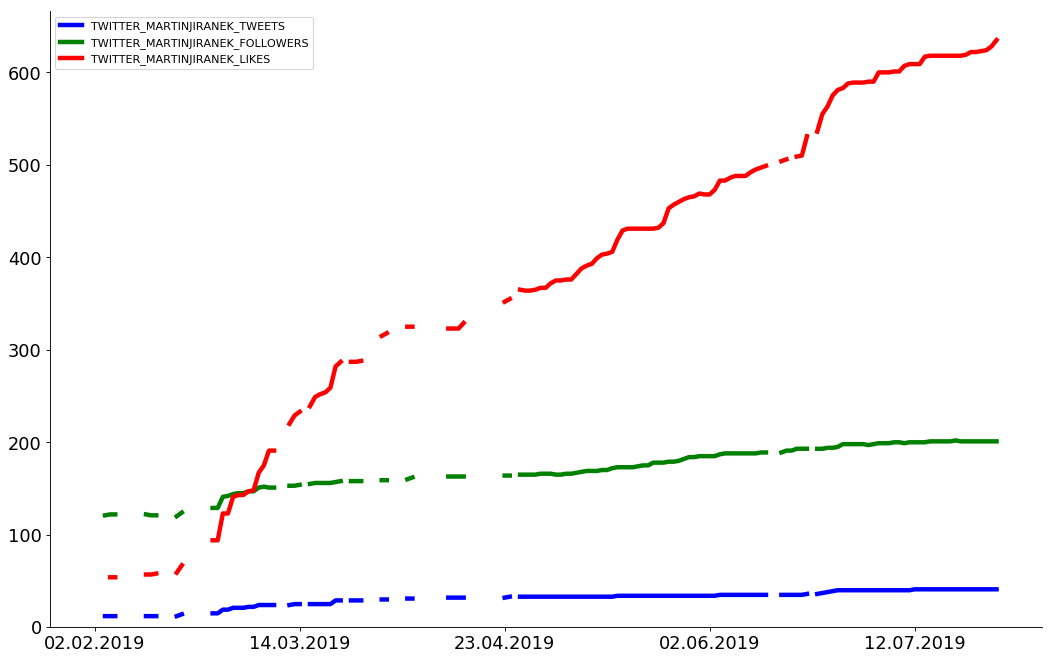 TWITTER_MARTINJIRANEK_TWEETS
TWITTER_MARTINJIRANEK_FOLLOWERS
TWITTER_MARTINJIRANEK_LIKES
600
500
400
300
200
100
0
02.02.2019 14.03.2019 23.04.2019 02.06.2019 12.07.2019